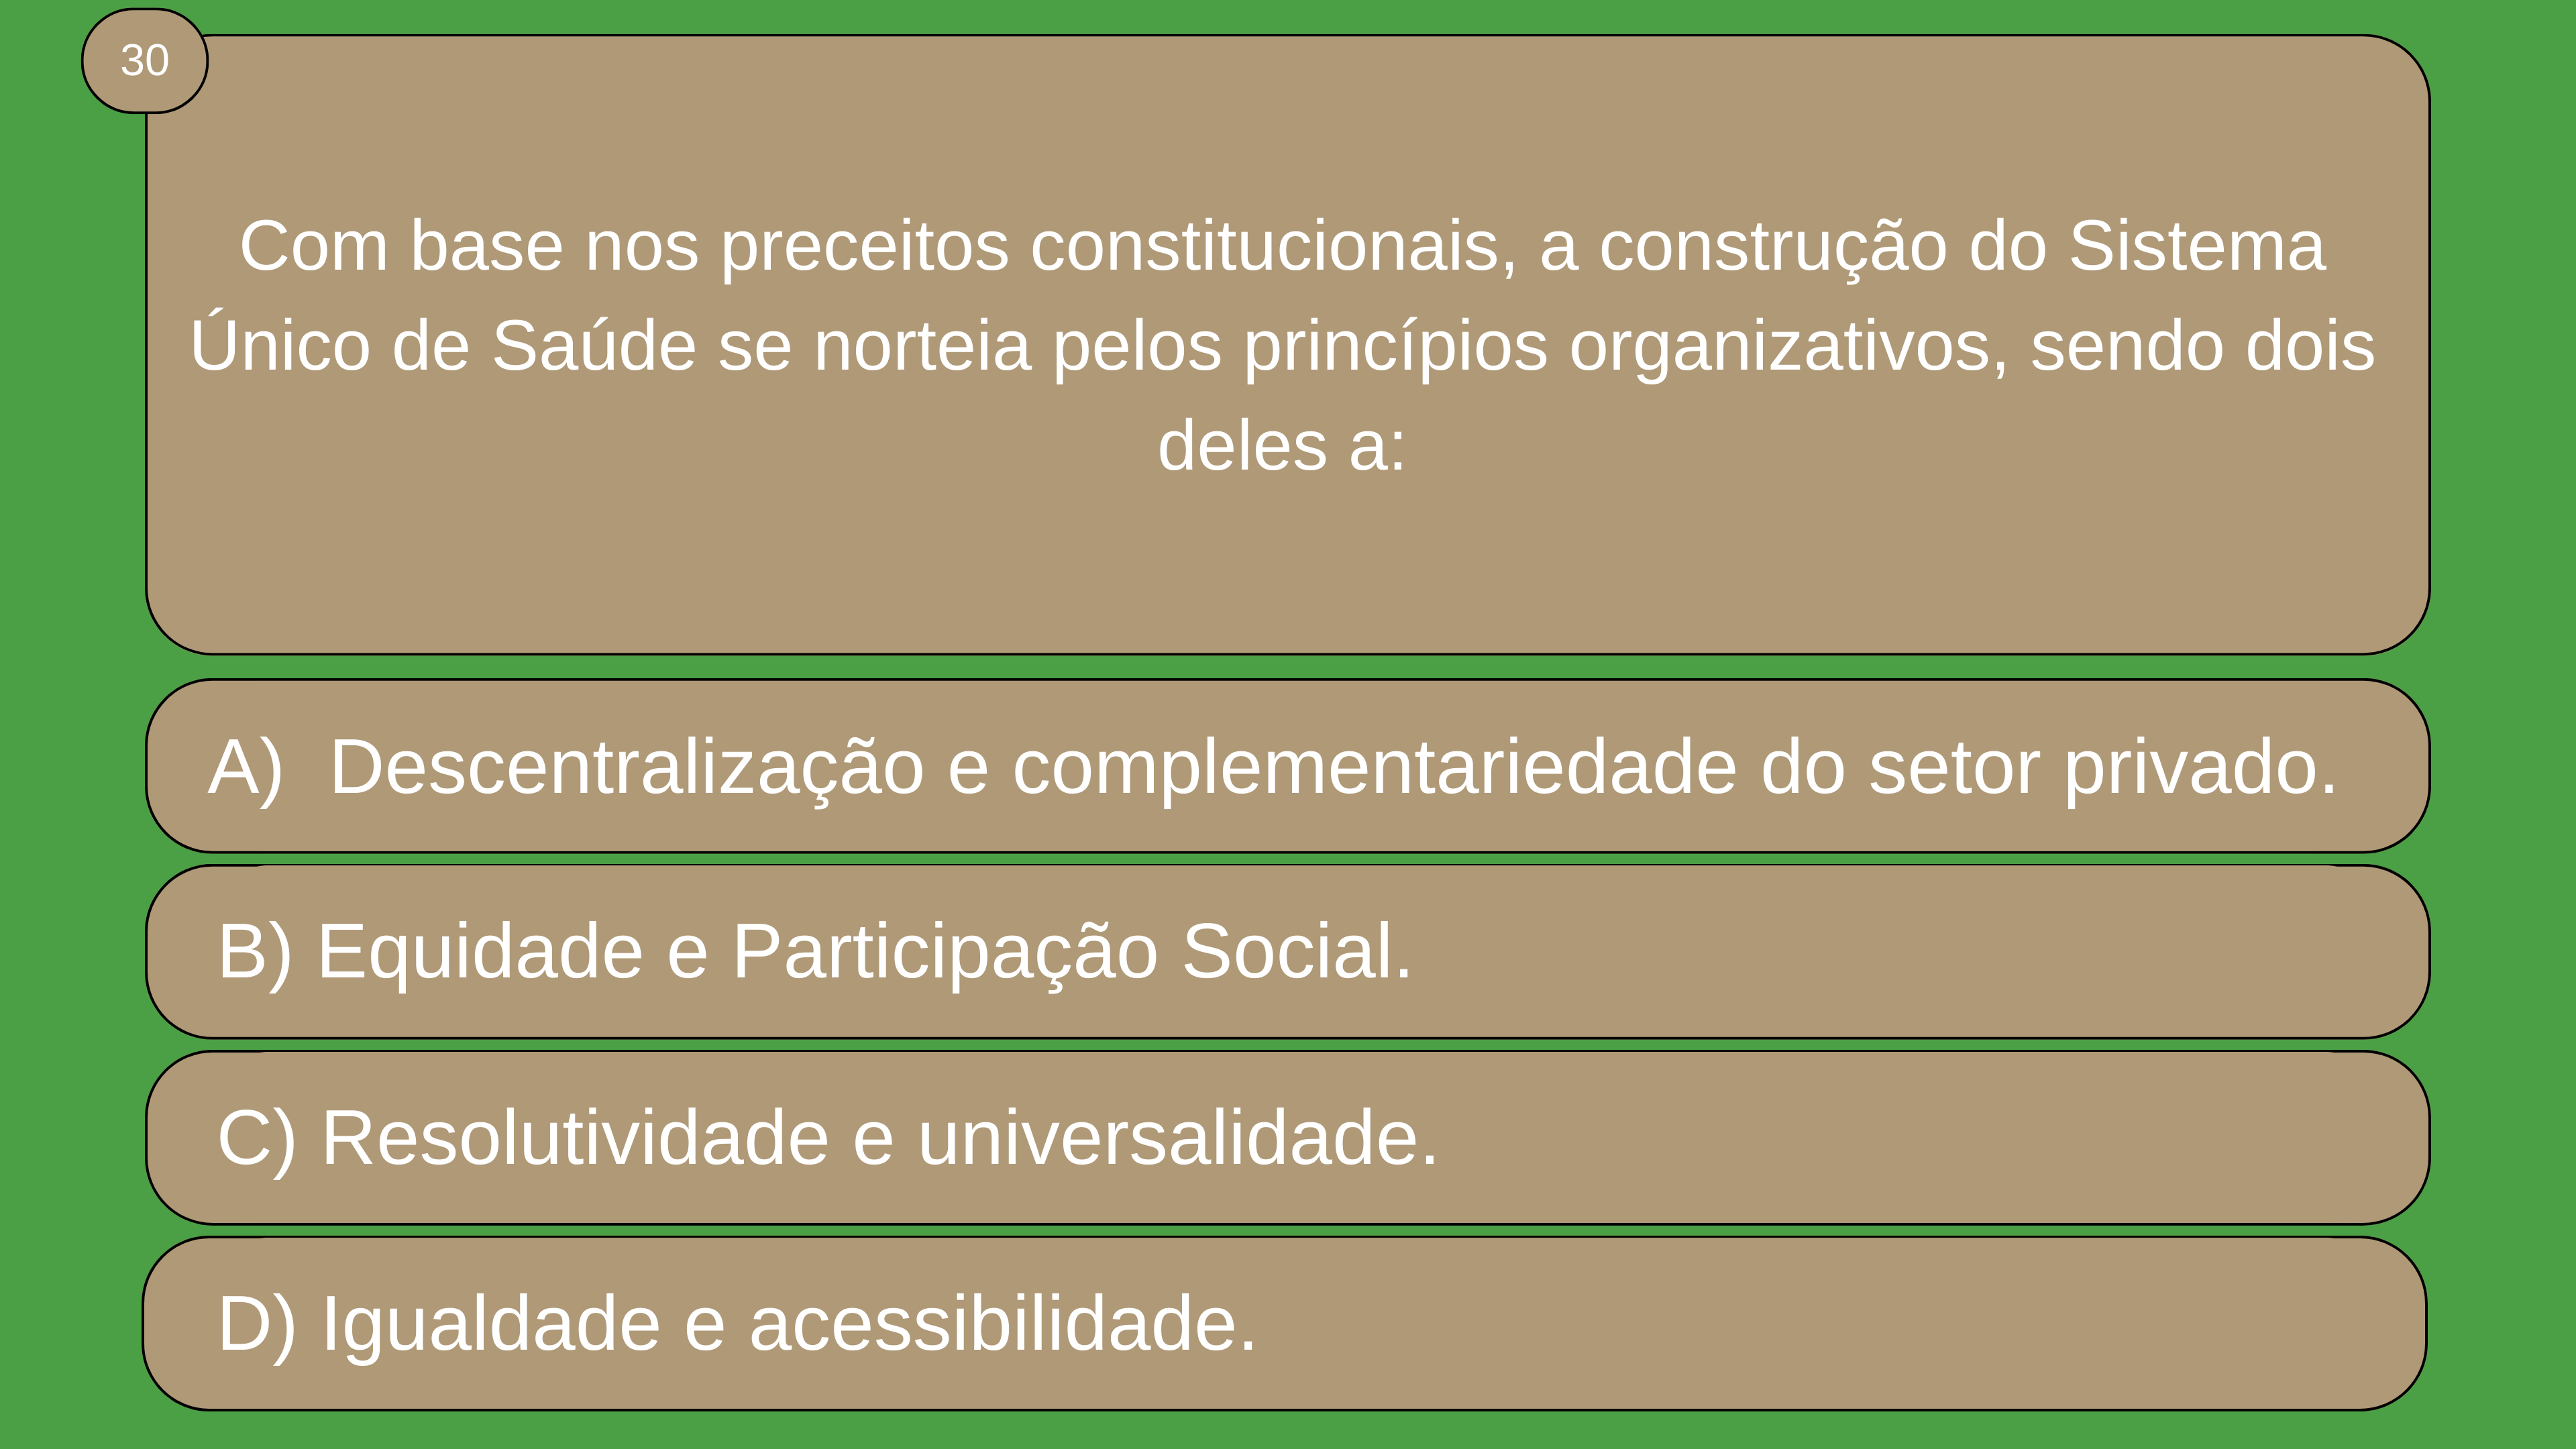 30
Com base nos preceitos constitucionais, a construção do Sistema
Único de Saúde se norteia pelos princípios organizativos, sendo dois
deles a:
A)  Descentralização e complementariedade do setor privado.
B) Equidade e Participação Social.
C) Resolutividade e universalidade.
D) Igualdade e acessibilidade.